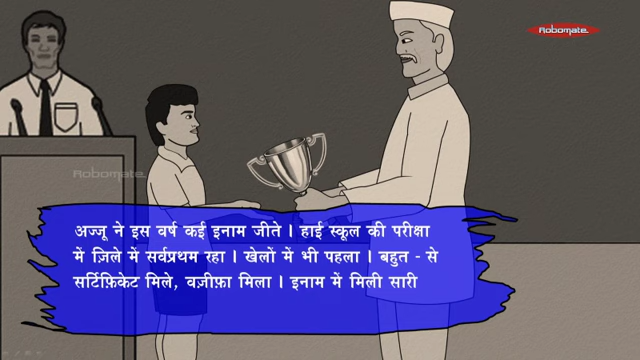 Robomate.
Robomate.
अज्जू ने इस वर्ष कई इनाम जीते । हाई स्कूल की परीक्षा
में ज़िले में सर्वप्रथम रहा । खेलों में भी पहला । बहुत - से
सर्टिफ़िकेट मिले, वज़ीफ़ा मिला । इनाम में मिली सारी